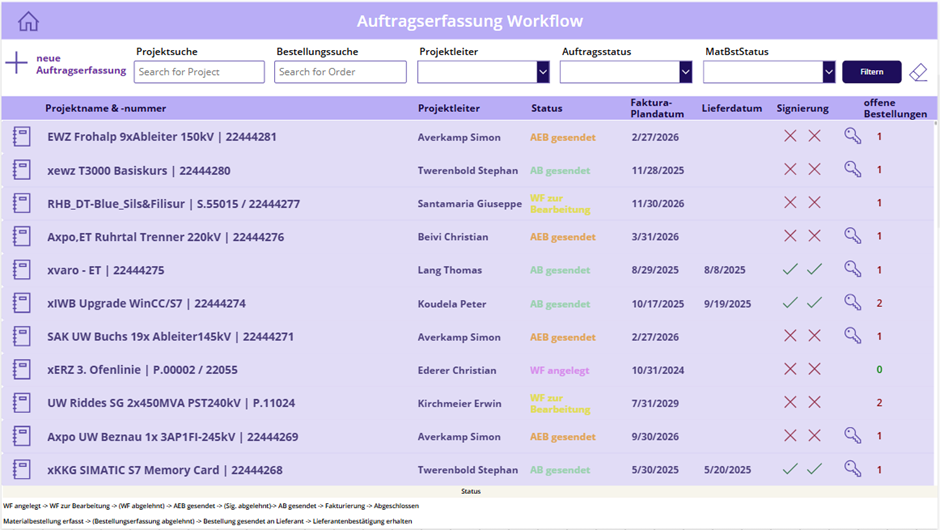 Auftragserfassung Workflow
neue
Auftragserfassung
Projektsuche
Search for Project
Bestellungssuche
Search for Order
Projektleiter
Auftragsstatus
MatBstStatus
Filtern
Projektname & -nummer Projektleiter Status Faktura-
Plandatum Lieferdatum Signierung offene
Bestellungen
EWZ Frohalp 9xAbleiter 150kV | 22444281 Averkamp Simon AEB gesendet 2/27/2026 1
xewz T3000 Basiskurs | 22444280 Twerenbold Stephan AB gesendet 11/28/2025 1
RHB_DT-Blue_Sils&Filisur | S.55015 / 22444277 Santamaria Giuseppe WF zur
Bearbeitung 11/30/2026 1
Axpo,ET Ruhrtal Trenner 220kV | 22444276 Beivi Christian AEB gesendet 3/31/2026 1
xvaro - ET | 22444275 Lang Thomas AB gesendet 8/29/2025 8/8/2025 1
xIWB Upgrade WinCC/S7 | 22444274 Koudela Peter AB gesendet 10/17/2025 9/19/2025 2
SAK UW Buchs 19x Ableiter145kV | 22444271 Averkamp Simon AEB gesendet 2/27/2026 1
xERZ 3. Ofenlinie | P.00002 / 22055 Ederer Christian WF angelegt 10/31/2024 0
UW Riddes SG 2x450MVA PST240kV | P.11024 Kirchmeier Erwin WF zur
Bearbeitung 7/31/2029 2
Axpo UW Beznau 1x 3AP1FI-245kV | 22444269 Averkamp Simon AEB gesendet 9/30/2026 1
xKKG SIMATIC S7 Memory Card | 22444268 Twerenbold Stephan AB gesendet 5/30/2025 5/20/2025 1
Status
WF angelegt -> WF zur Bearbeitung -> (WF abgelehnt) -> AEB gesendet -> (Sig. abgelehnt)-> AB gesendet -> Fakturierung -> Abgeschlossen
Materialbestellung erfasst -> (Bestellungserfassung abgelehnt) -> Bestellung gesendet an Lieferant -> Lieferantenbestätigung erhalten